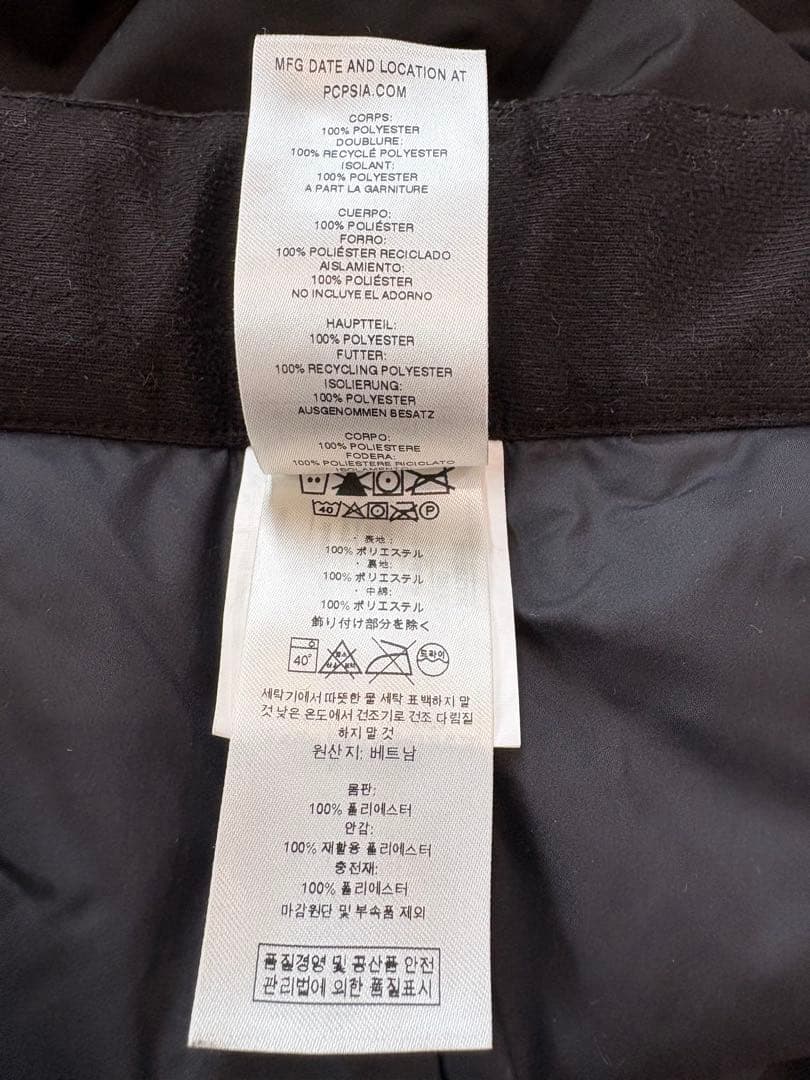 MFG DATE AND LOCATION AT
PCPSIA.COM
CORPS:
100% POLYESTER
DOUBLURE:
100% RECYCLÉ POLYESTER
ISOLANT:
100% POLYESTER
A PART LA GARNITURE
CUERPO:
100% POLIÉSTER
FORRO:
100% POLIÉSTER RECICLADO
AISLAMIENTO:
100% POLIÉSTER
NO INCLUYE EL ADORNO
HAUPTTEIL:
100% POLYESTER
FUTTER:
100% RECYCLING POLYESTER
ISOLIERUNG:
100% POLYESTER
AUSGENOMMEN BESATZ
CORPO:
100% POLIESTERE
FODERA:
100% POLIESTERE RICICLATO
40 P
・表地：
100% ポリエステル
・裏地：
100% ポリエステル
・中綿：
100% ポリエステル
飾り付け部分を除く
40° 드라이
세탁기에서 따뜻한 물 세탁 표백하지 말
것 낮은 온도에서 건조기로 건조 다림질
하지 말 것
원산지: 베트남
몸판:
100% 폴리에스터
안감:
100% 재활용 폴리에스터
충전재:
100% 폴리에스터
마감원단 및 부속품 제외
품질경영 및 공산품 안전
관리법에 의한 품질표시